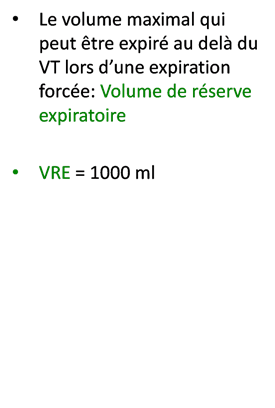 • Le volume maximal qui
peut être expiré au delà du
VT lors d’une expiration
forcée: Volume de réserve
expiratoire
• VRE = 1000 ml